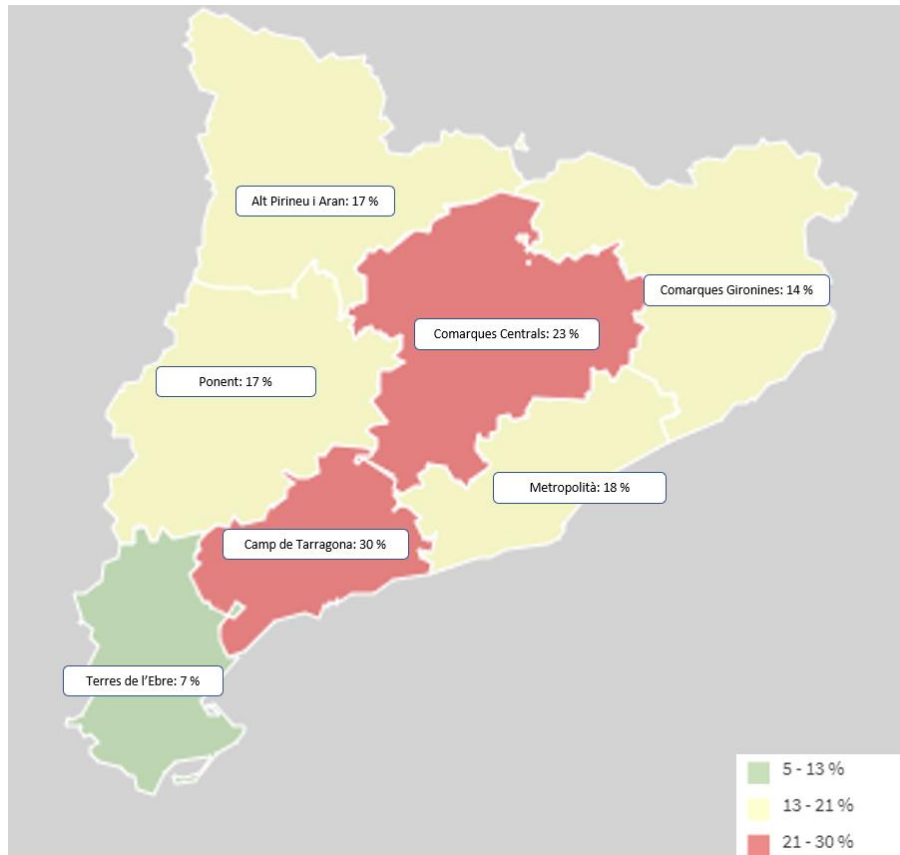 Alt Pirineu i Aran: 17 %
Comarques Gironines: 14 %
Comarques Centrals: 23 %
Ponent: 17 %
Metropolità: 18 %
Camp de Tarragona: 30 %
Terres de l’Ebre: 7 %
5 - 13 %
13 - 21 %
21 - 30 %